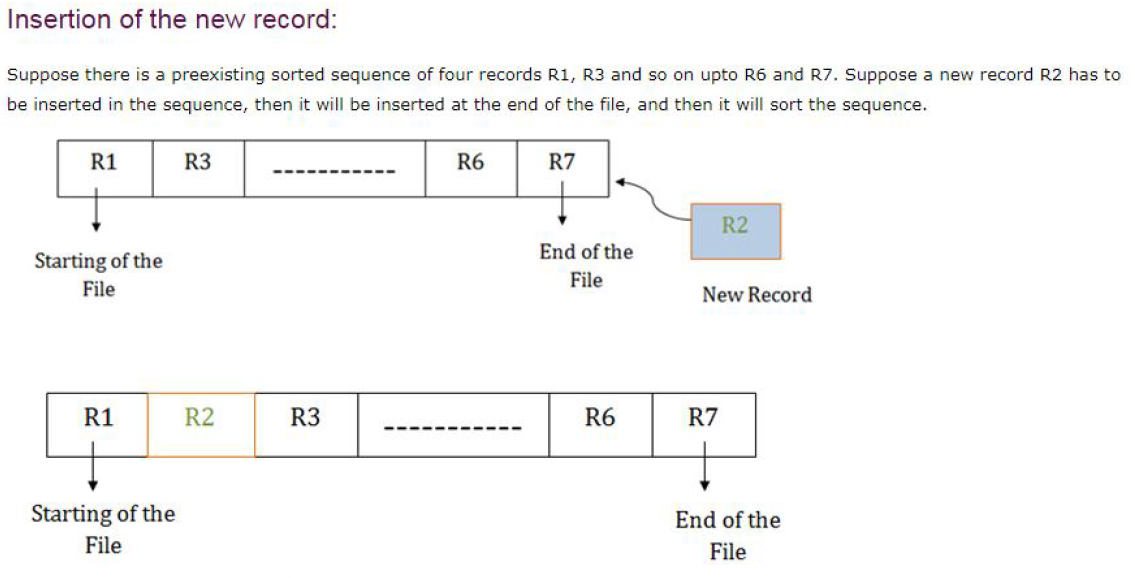 Insertion of the new record:
Suppose there is a preexisting sorted sequence of four records R1, R3 and so on upto R6 and R7. Suppose a new record R2 has to
be inserted in the sequence, then it will be inserted at the end of the file, and then it will sort the sequence.
R1 R3 ----------- R6 R7
R2
Starting of the
File
End of the
File
New Record
R1 R2 R3 ----------- R6 R7
Starting of the
File
End of the
File